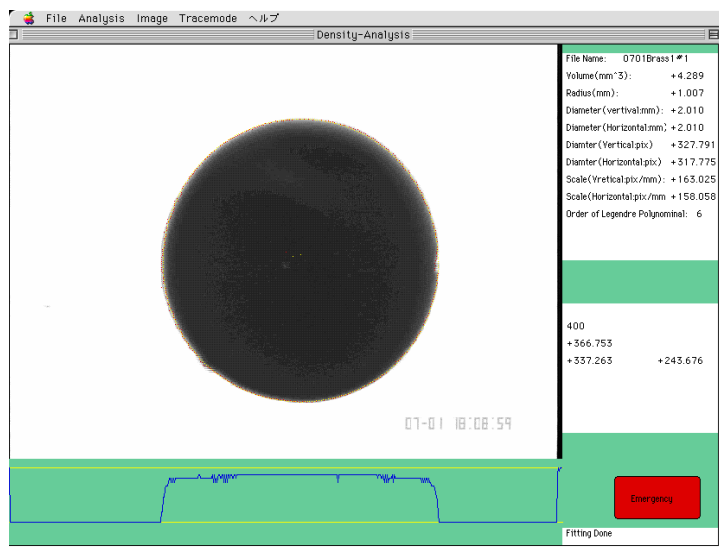 File Analysis Image Tracemode ヘルプ
Density-Analysis
File Name: 0701Brass1#1
Volume(mm^3): +4.289
Radius(mm): +1.007
Diameter(vertival:mm): +2.010
Diameter(Horizontal:mm; +2.010
Diamter(Vertical:pix) +327.791
Diamter(Horizontal:pix) +317.775
Scale(Vretical:pix/mm): +163.025
Scale(Horizontal:pix/mm +158.058
Order of Legendre Polynominal: 6
400
+366.753
+337.263 +243.676
07-01 18:08:59
Emergency
Fitting Done